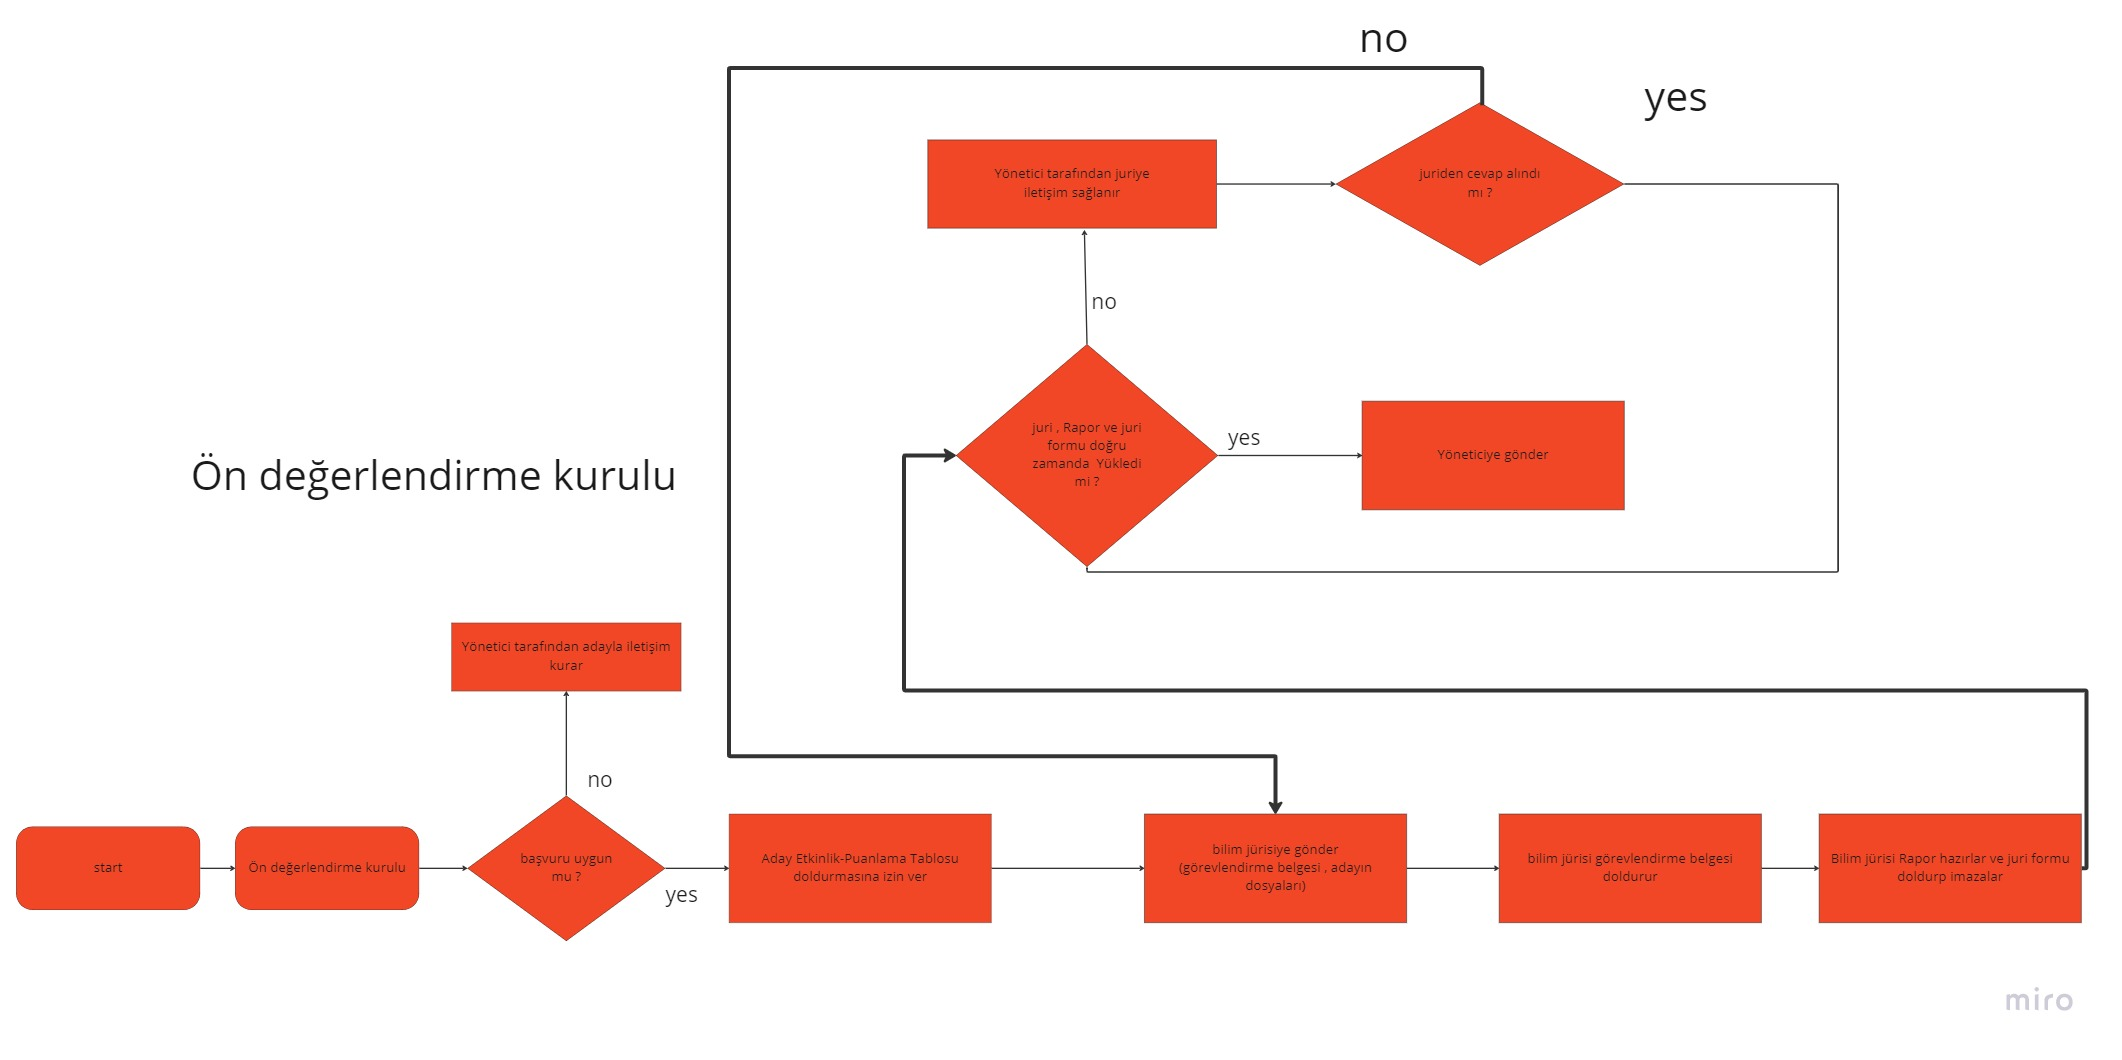 no
yes
Yönetici tarafından juriye
iletişim sağlanır
juriden cevap alındı
mı ?
no
juri , Rapor ve juri
formu doğru
zamanda Yükledi
mi ?
yes
Yöneticiye gönder
Ön değerlendirme kurulu
Yönetici tarafından adayla iletişim
kurar
no
start
Ön değerlendirme kurulu
başvuru uygun
mu ?
yes
Aday Etkinlik-Puanlama Tablosu
doldurmasına izin ver
bilim jürisiye gönder
(görevlendirme belgesi , adayın
dosyaları)
bilim jürisi görevlendirme belgesi
doldurur
Bilim jürisi Rapor hazırlar ve juri formu
doldurp imazalar
miro